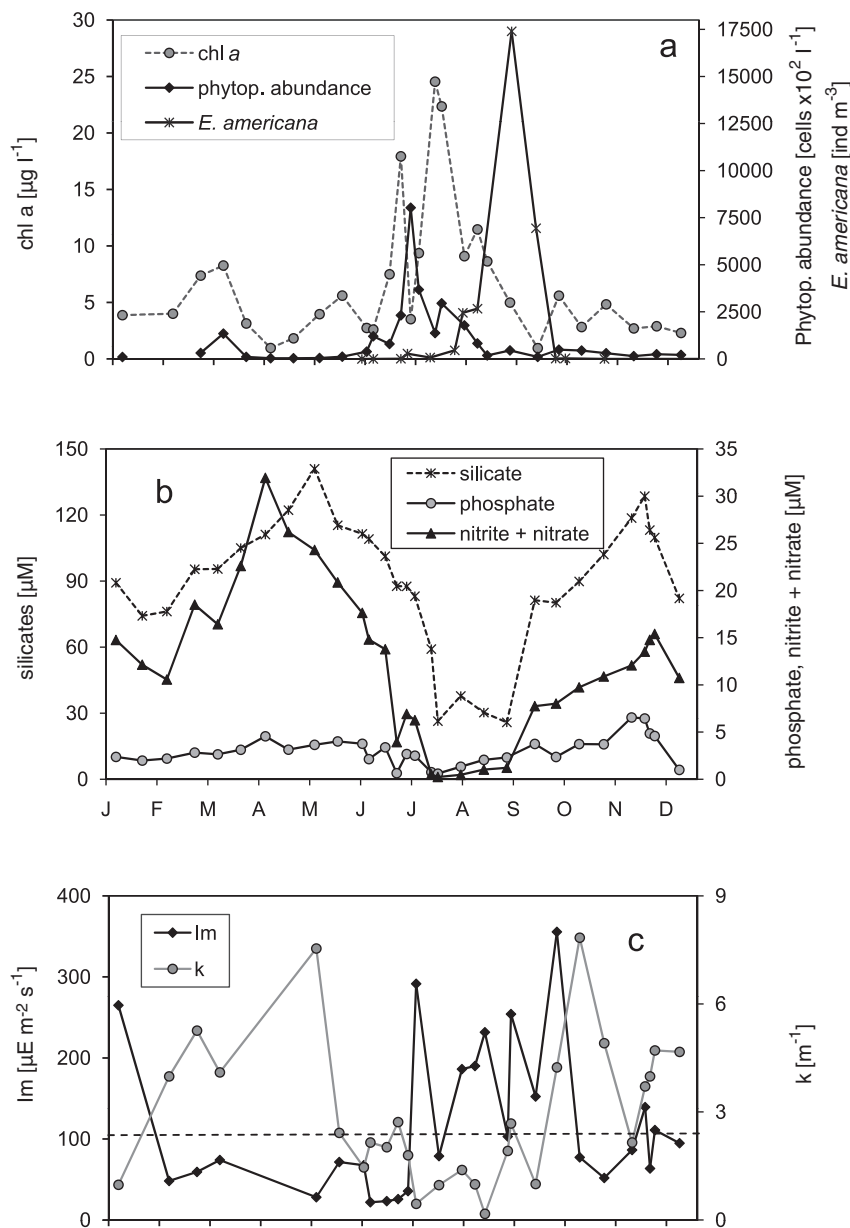 a
chl a
phytop. abundance
E. americana
30
25
20
15
10
5
0
chl a [µg l-1]
17500
15000
12500
10000
7500
5000
2500
0
Phytop. abundance [cells x10² l-1]
E. americana [ind m-3]
b
silicate
phosphate
nitrite + nitrate
150
120
90
60
30
0
silicates [µM]
35
30
25
20
15
10
5
0
phosphate, nitrite + nitrate [µM]
J F M A M J J A S O N D
c
Im
k
400
300
200
100
0
Im [µE m-2 s-1]
9
6
3
0
k [m-1]